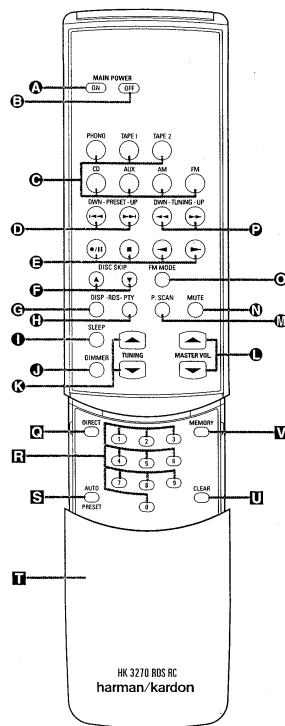 MAIN POWER
A ON OFF
B
PHONO TAPE 1 TAPE 2
C
CD AUX AM FM
DWN - PRESET - UP DWN - TUNING - UP
D P
E
DISC SKIP FM MODE
F O
G DISP - RDS - PTY P. SCAN MUTE N
H M
I SLEEP
J DIMMER TUNING MASTER VOL. L
K
Q DIRECT 1 2 3 MEMORY V
R 4 5 6
7 8 9
S AUTO PRESET 0 CLEAR U
T
HK 3270 RDS RC
harman/kardon